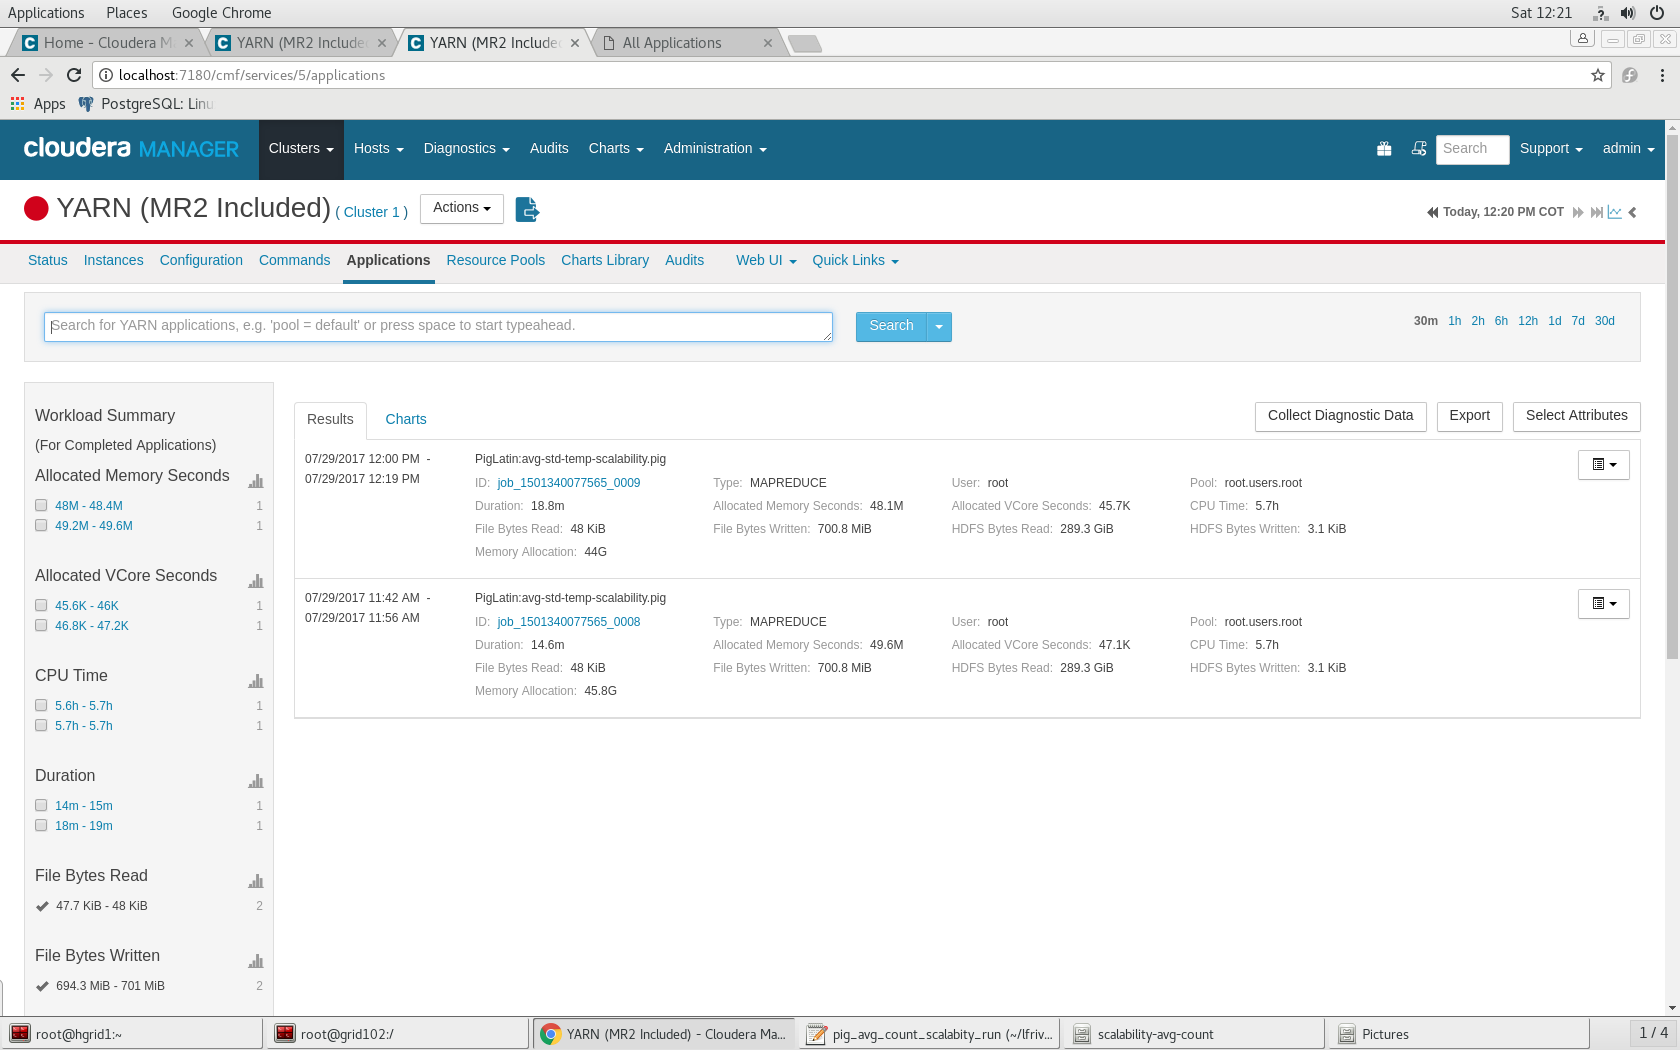 Applications Places Google Chrome Sat 12:21
Home - Cloudera M YARN (MR2 Include YARN (MR2 Include All Applications
localhost:7180/cmf/services/5/applications
Apps PostgreSQL: Linu
cloudera MANAGER Clusters Hosts Diagnostics Audits Charts Administration Search Support admin
YARN (MR2 Included) ( Cluster 1 ) Actions Today, 12:20 PM COT
Status Instances Configuration Commands Applications Resource Pools Charts Library Audits Web UI Quick Links
Search for YARN applications, e.g. 'pool = default' or press space to start typeahead. Search 30m 1h 2h 6h 12h 1d 7d 30d
Workload Summary
(For Completed Applications)
Allocated Memory Seconds
48M - 48.4M 1
49.2M - 49.6M 1
Allocated VCore Seconds
45.6K - 46K 1
46.8K - 47.2K 1
CPU Time
5.6h - 5.7h 1
5.7h - 5.7h 1
Duration
14m - 15m 1
18m - 19m 1
File Bytes Read
47.7 KiB - 48 KiB 2
File Bytes Written
694.3 MiB - 701 MiB 2
Results Charts Collect Diagnostic Data Export Select Attributes
07/29/2017 12:00 PM - PigLatin:avg-std-temp-scalability.pig
07/29/2017 12:19 PM
ID: job_1501340077565_0009 Type: MAPREDUCE User: root Pool: root.users.root
Duration: 18.8m Allocated Memory Seconds: 48.1M Allocated VCore Seconds: 45.7K CPU Time: 5.7h
File Bytes Read: 48 KiB File Bytes Written: 700.8 MiB HDFS Bytes Read: 289.3 GiB HDFS Bytes Written: 3.1 KiB
Memory Allocation: 44G
07/29/2017 11:42 AM - PigLatin:avg-std-temp-scalability.pig
07/29/2017 11:56 AM
ID: job_1501340077565_0008 Type: MAPREDUCE User: root Pool: root.users.root
Duration: 14.6m Allocated Memory Seconds: 49.6M Allocated VCore Seconds: 47.1K CPU Time: 5.7h
File Bytes Read: 48 KiB File Bytes Written: 700.8 MiB HDFS Bytes Read: 289.3 GiB HDFS Bytes Written: 3.1 KiB
Memory Allocation: 45.8G
root@hgrid1:~ root@grid102:/ YARN (MR2 Included) - Cloudera Ma... pig_avg_count_scalabity_run (~/lfriv... scalability-avg-count Pictures 1 / 4